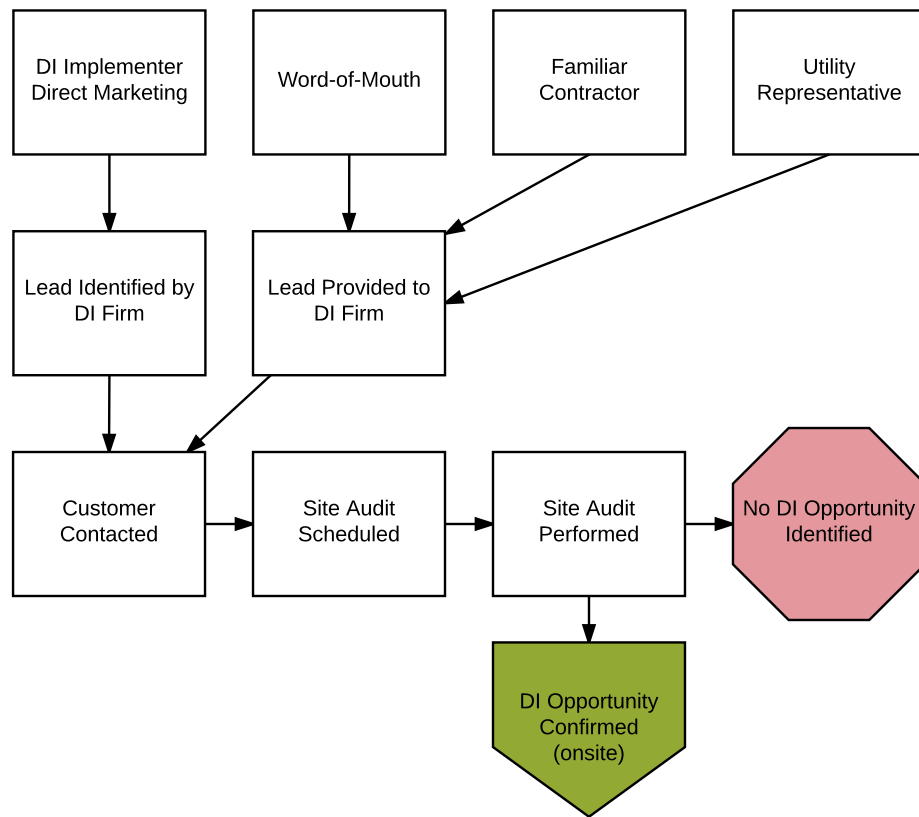 DI Implementer
Direct Marketing
Word-of-Mouth
Familiar
Contractor
Utility
Representative
Lead Identified by
DI Firm
Lead Provided to
DI Firm
Customer
Contacted
Site Audit
Scheduled
Site Audit
Performed
No DI Opportunity
Identified
DI Opportunity
Confirmed
(onsite)